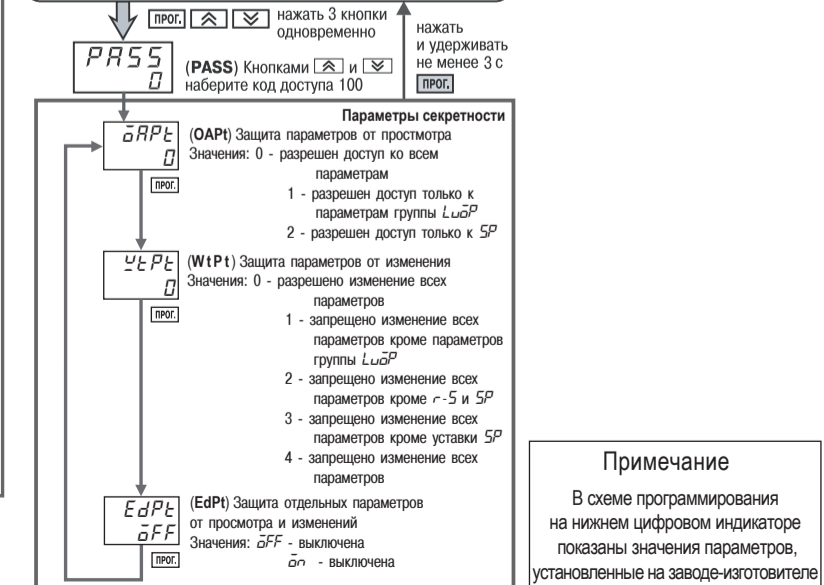 ПРОГ. нажать 3 кнопки
одновременно
нажать
и удерживать
не менее 3 с
ПРОГ.
PASS
0
(PASS) Кнопками и
наберите код доступа 100
Параметры секретности
oAPt
0
ПРОГ.
(OAPt) Защита параметров от простмотра
Значения: 0 - разрешен доступ ко всем
параметрам
1 - разрешен доступ только к
параметрам группы LuoP
2 - разрешен доступ только к SP
YtPt
0
ПРОГ.
(WtPt) Защита параметров от изменения
Значения: 0 - разрешено изменение всех
параметров
1 - запрещено изменение всех
параметров кроме параметров
группы LuoP
2 - запрещено изменение всех
параметров кроме r-S и SP
3 - запрещено изменение всех
параметров кроме уставки SP
4 - запрещено изменение всех
параметров
EdPt
oFF
ПРОГ.
(EdPt) Защита отдельных параметров
от просмотра и изменений
Значения: oFF - выключена
on - выключена
Примечание
В схеме программирования
на нижнем цифровом индикаторе
показаны значения параметров,
установленные на заводе-изготовителе